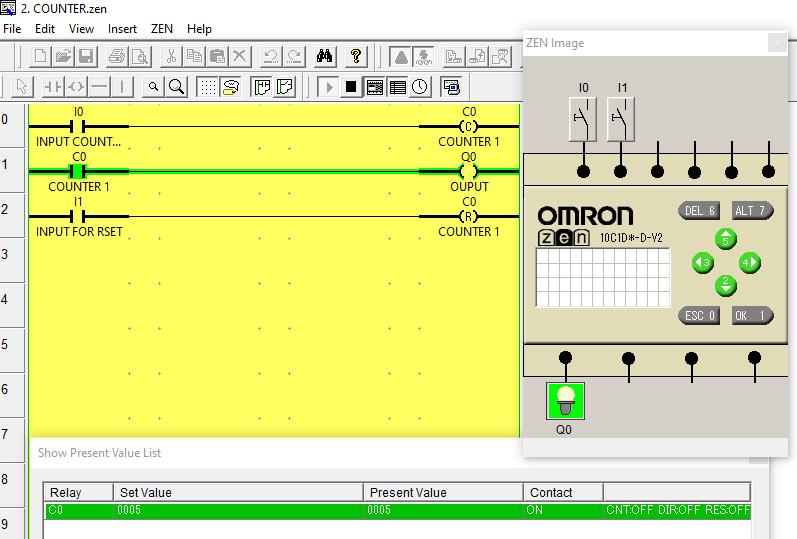 2. COUNTER.zen
File Edit View Insert ZEN Help
ZEN Image
I0 I1
0 I0 C0
C
INPUT COUNT... COUNTER 1
1 C0 Q0
COUNTER 1 OUPUT
2 I1 C0
R
INPUT FOR RSET COUNTER 1
3
4
5
6
7
8
9
OMRON
zen 10C1D*-D-V2
DEL 6 ALT 7
5
3 4
2
ESC 0 OK 1
Q0
Show Present Value List
Relay Set Value Present Value Contact
C0 0005 0005 ON CNT:OFF DIR:OFF RES:OFF